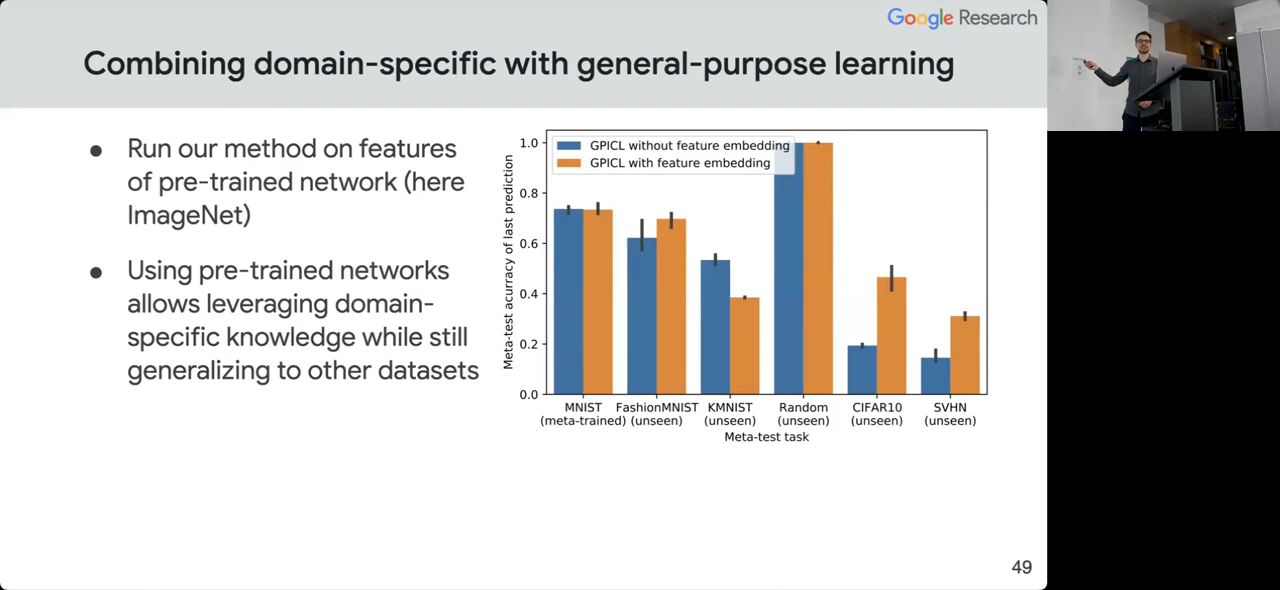 Google Research
Combining domain-specific with general-purpose learning
● Run our method on features
of pre-trained network (here
ImageNet)
● Using pre-trained networks
allows leveraging domain-
specific knowledge while still
generalizing to other datasets
GPICL without feature embedding
GPICL with feature embedding
Meta-test acurracy of last prediction
1.0
0.8
0.6
0.4
0.2
0.0
MNIST FashionMNIST KMNIST Random CIFAR10 SVHN
(meta-trained) (unseen) (unseen) (unseen) (unseen) (unseen)
Meta-test task
49